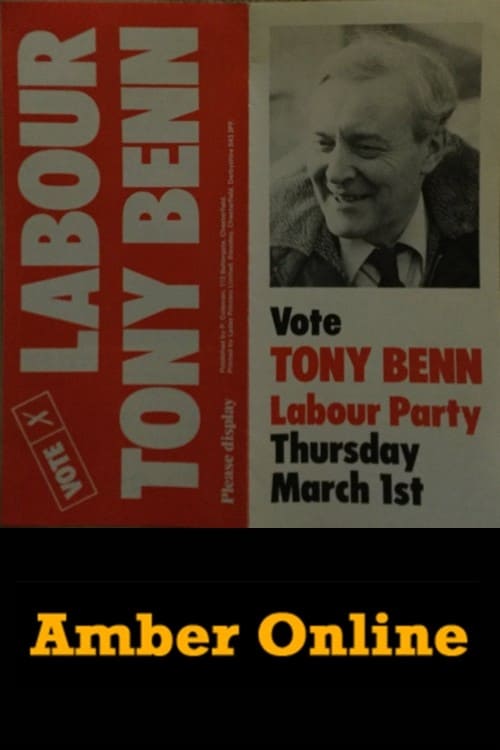 LABOUR
TONY BENN
VOTE X
Please display
Vote
TONY BENN
Labour Party
Thursday
March 1st
Amber Online